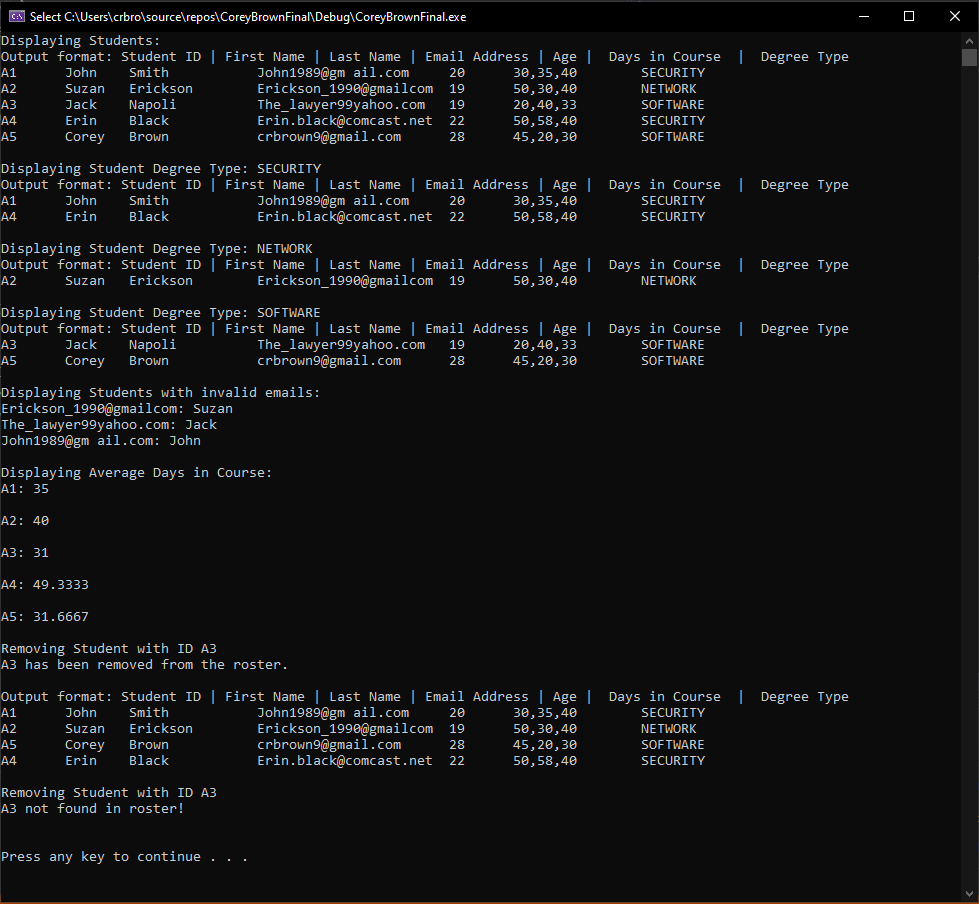 Select C:\Users\crbro\source\repos\CoreyBrownFinal\Debug\CoreyBrownFinal.exe
Displaying Students:
Output format: Student ID | First Name | Last Name | Email Address | Age |  Days in Course  |  Degree Type
A1      John    Smith           John1989@gm ail.com     20      30,35,40        SECURITY
A2      Suzan   Erickson        Erickson_1990@gmailcom  19      50,30,40        NETWORK
A3      Jack    Napoli          The_lawyer99yahoo.com   19      20,40,33        SOFTWARE
A4      Erin    Black           Erin.black@comcast.net  22      50,58,40        SECURITY
A5      Corey   Brown           crbrown9@gmail.com      28      45,20,30        SOFTWARE

Displaying Student Degree Type: SECURITY
Output format: Student ID | First Name | Last Name | Email Address | Age |  Days in Course  |  Degree Type
A1      John    Smith           John1989@gm ail.com     20      30,35,40        SECURITY
A4      Erin    Black           Erin.black@comcast.net  22      50,58,40        SECURITY

Displaying Student Degree Type: NETWORK
Output format: Student ID | First Name | Last Name | Email Address | Age |  Days in Course  |  Degree Type
A2      Suzan   Erickson        Erickson_1990@gmailcom  19      50,30,40        NETWORK

Displaying Student Degree Type: SOFTWARE
Output format: Student ID | First Name | Last Name | Email Address | Age |  Days in Course  |  Degree Type
A3      Jack    Napoli          The_lawyer99yahoo.com   19      20,40,33        SOFTWARE
A5      Corey   Brown           crbrown9@gmail.com      28      45,20,30        SOFTWARE

Displaying Students with invalid emails:
Erickson_1990@gmailcom: Suzan
The_lawyer99yahoo.com: Jack
John1989@gm ail.com: John

Displaying Average Days in Course:
A1: 35

A2: 40

A3: 31

A4: 49.3333

A5: 31.6667

Removing Student with ID A3
A3 has been removed from the roster.

Output format: Student ID | First Name | Last Name | Email Address | Age |  Days in Course  |  Degree Type
A1      John    Smith           John1989@gm ail.com     20      30,35,40        SECURITY
A2      Suzan   Erickson        Erickson_1990@gmailcom  19      50,30,40        NETWORK
A5      Corey   Brown           crbrown9@gmail.com      28      45,20,30        SOFTWARE
A4      Erin    Black           Erin.black@comcast.net  22      50,58,40        SECURITY

Removing Student with ID A3
A3 not found in roster!

Press any key to continue . . .